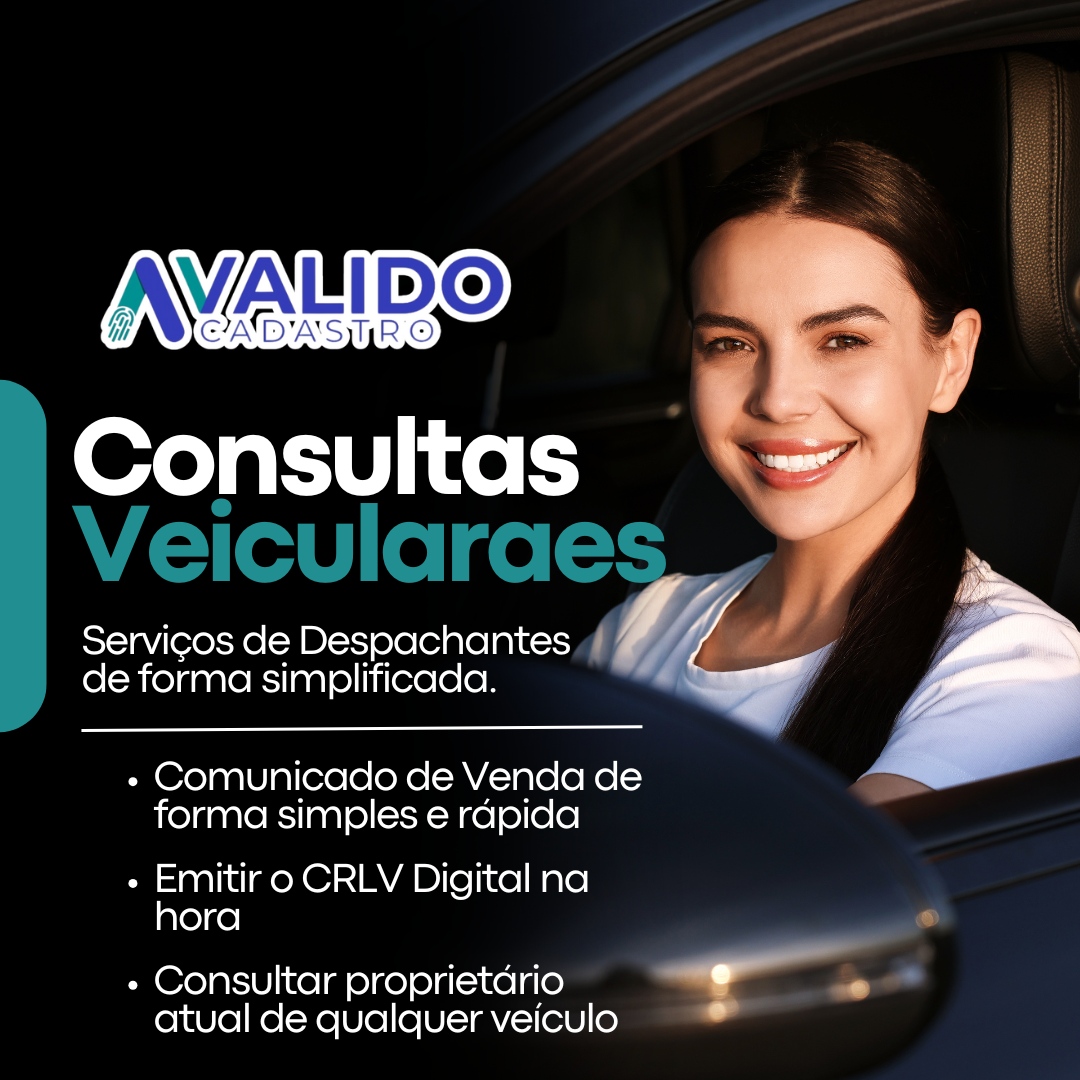 AVALIDO
CADASTRO
Consultas
Veicularaes
Serviços de Despachantes
de forma simplificada.
• Comunicado de Venda de
forma simples e rápida
• Emitir o CRLV Digital na
hora
• Consultar proprietário
atual de qualquer veículo